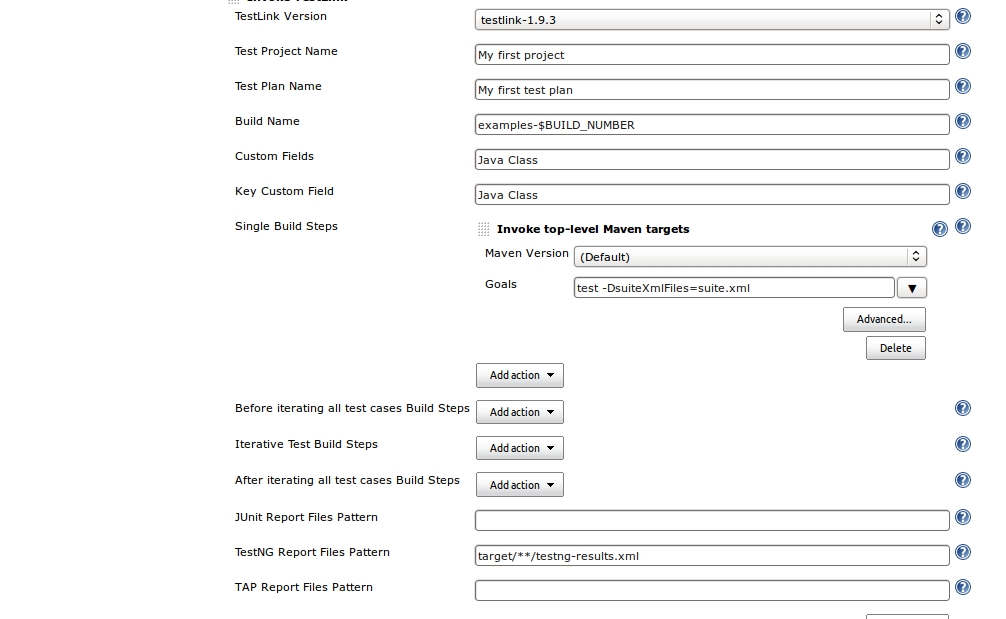 Invoke TestLink
TestLink Version testlink-1.9.3
Test Project Name My first project
Test Plan Name My first test plan
Build Name examples-$BUILD_NUMBER
Custom Fields Java Class
Key Custom Field Java Class
Single Build Steps Invoke top-level Maven targets
Maven Version (Default)
Goals test -DsuiteXmlFiles=suite.xml
Advanced...
Delete
Add action
Before iterating all test cases Build Steps Add action
Iterative Test Build Steps Add action
After iterating all test cases Build Steps Add action
JUnit Report Files Pattern
TestNG Report Files Pattern target/**/testng-results.xml
TAP Report Files Pattern